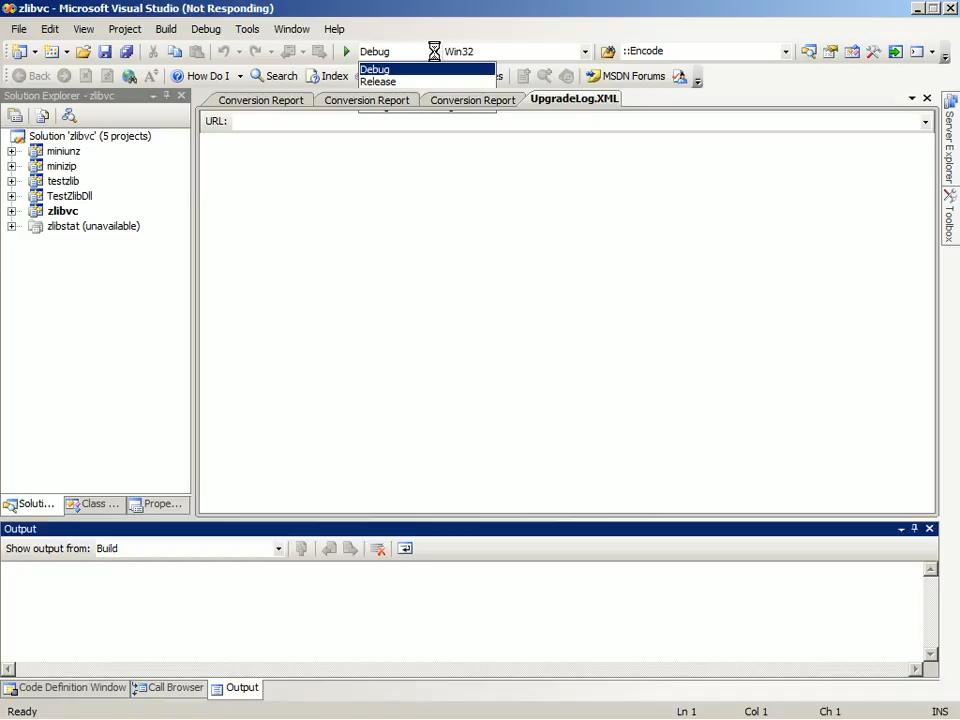 zlibvc - Microsoft Visual Studio (Not Responding)
File Edit View Project Build Debug Tools Window Help
Debug Win32 ::Encode
Debug
Release
Back How Do I Search Index es MSDN Forums
Solution Explorer - zlibvc
Conversion Report Conversion Report Conversion Report UpgradeLog.XML
URL:
Solution 'zlibvc' (5 projects)
miniunz
minizip
testzlib
TestZlibDll
zlibvc
zlibstat (unavailable)
Server Explorer
Toolbox
Soluti... Class ... Prope...
Output
Show output from: Build
Code Definition Window Call Browser Output
Ready Ln 1 Col 1 Ch 1 INS